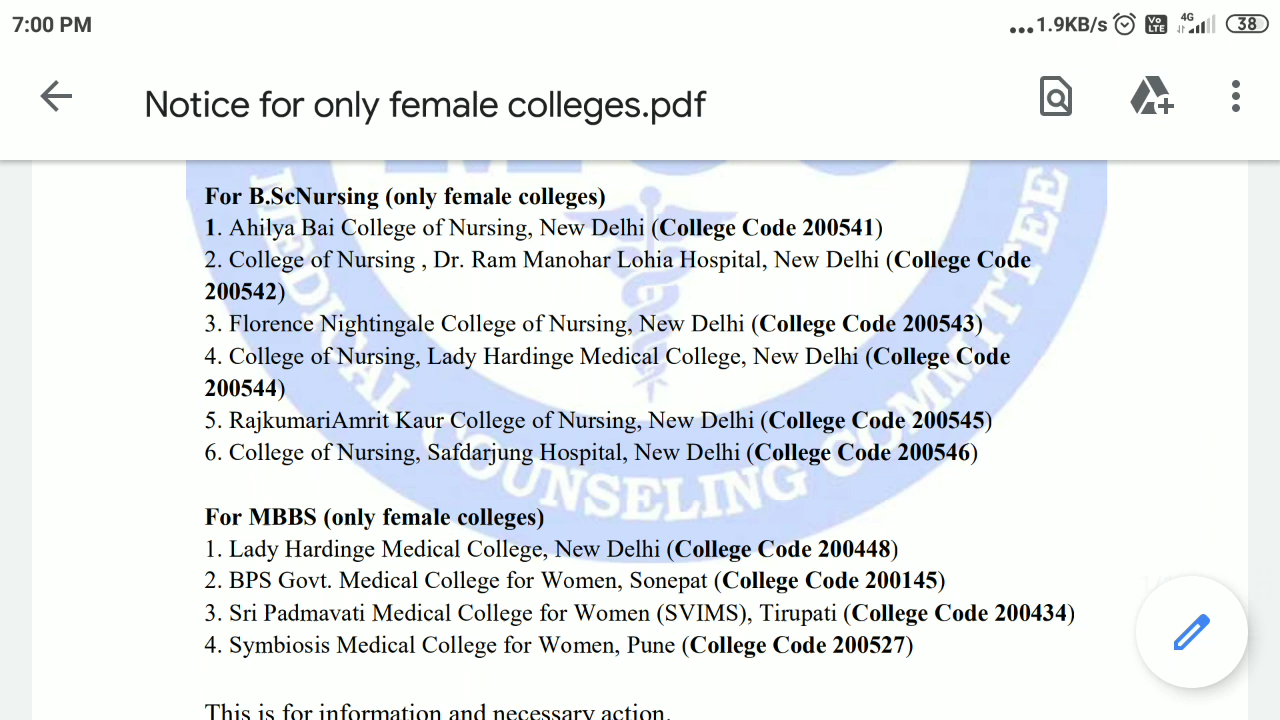 7:00 PM
1.9KB/s Vo LTE 4G 38
Notice for only female colleges.pdf
For B.ScNursing (only female colleges)
1. Ahilya Bai College of Nursing, New Delhi (College Code 200541)
2. College of Nursing , Dr. Ram Manohar Lohia Hospital, New Delhi (College Code
200542)
3. Florence Nightingale College of Nursing, New Delhi (College Code 200543)
4. College of Nursing, Lady Hardinge Medical College, New Delhi (College Code
200544)
5. RajkumariAmrit Kaur College of Nursing, New Delhi (College Code 200545)
6. College of Nursing, Safdarjung Hospital, New Delhi (College Code 200546)
For MBBS (only female colleges)
1. Lady Hardinge Medical College, New Delhi (College Code 200448)
2. BPS Govt. Medical College for Women, Sonepat (College Code 200145)
3. Sri Padmavati Medical College for Women (SVIMS), Tirupati (College Code 200434)
4. Symbiosis Medical College for Women, Pune (College Code 200527)
This is for information and necessary action.
MEDICAL COUNSELING COMMITTEE